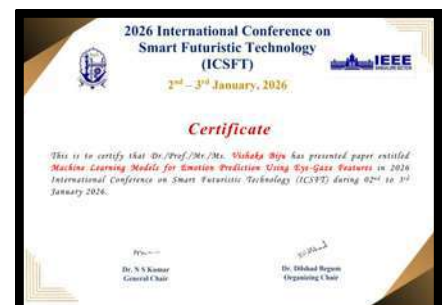 2026 International Conference on
Smart Futuristic Technology
(ICSFT)
IEEE
BANGALORE SECTION
2nd – 3rd January, 2026
Certificate
This is to certify that Dr./Prof./Mr./Ms. Vishaka Biju has presented paper entitled
Machine Learning Models for Emotion Prediction Using Eye-Gaze Features in 2026
International Conference on Smart Futuristic Technology (ICSFT) during 02nd to 3rd
January 2026.
Dr. N S Kumar
General Chair
Dr. Dilshad Begum
Organizing Chair